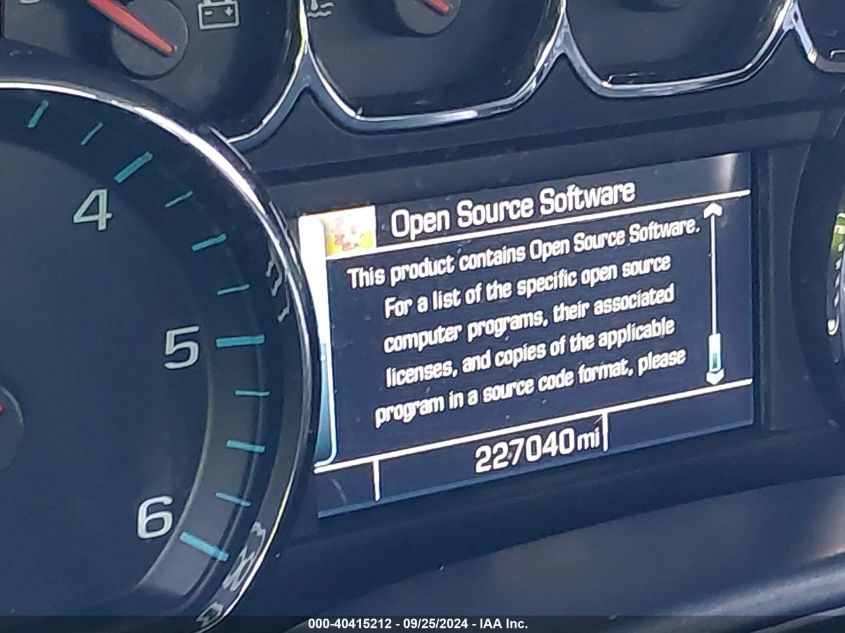 Open Source Software
This product contains Open Source Software.
For a list of the specific open source
computer programs, their associated
licenses, and copies of the applicable
program in a source code format, please
227040mi
4
5
6
000-40415212 - 09/25/2024 - IAA Inc.